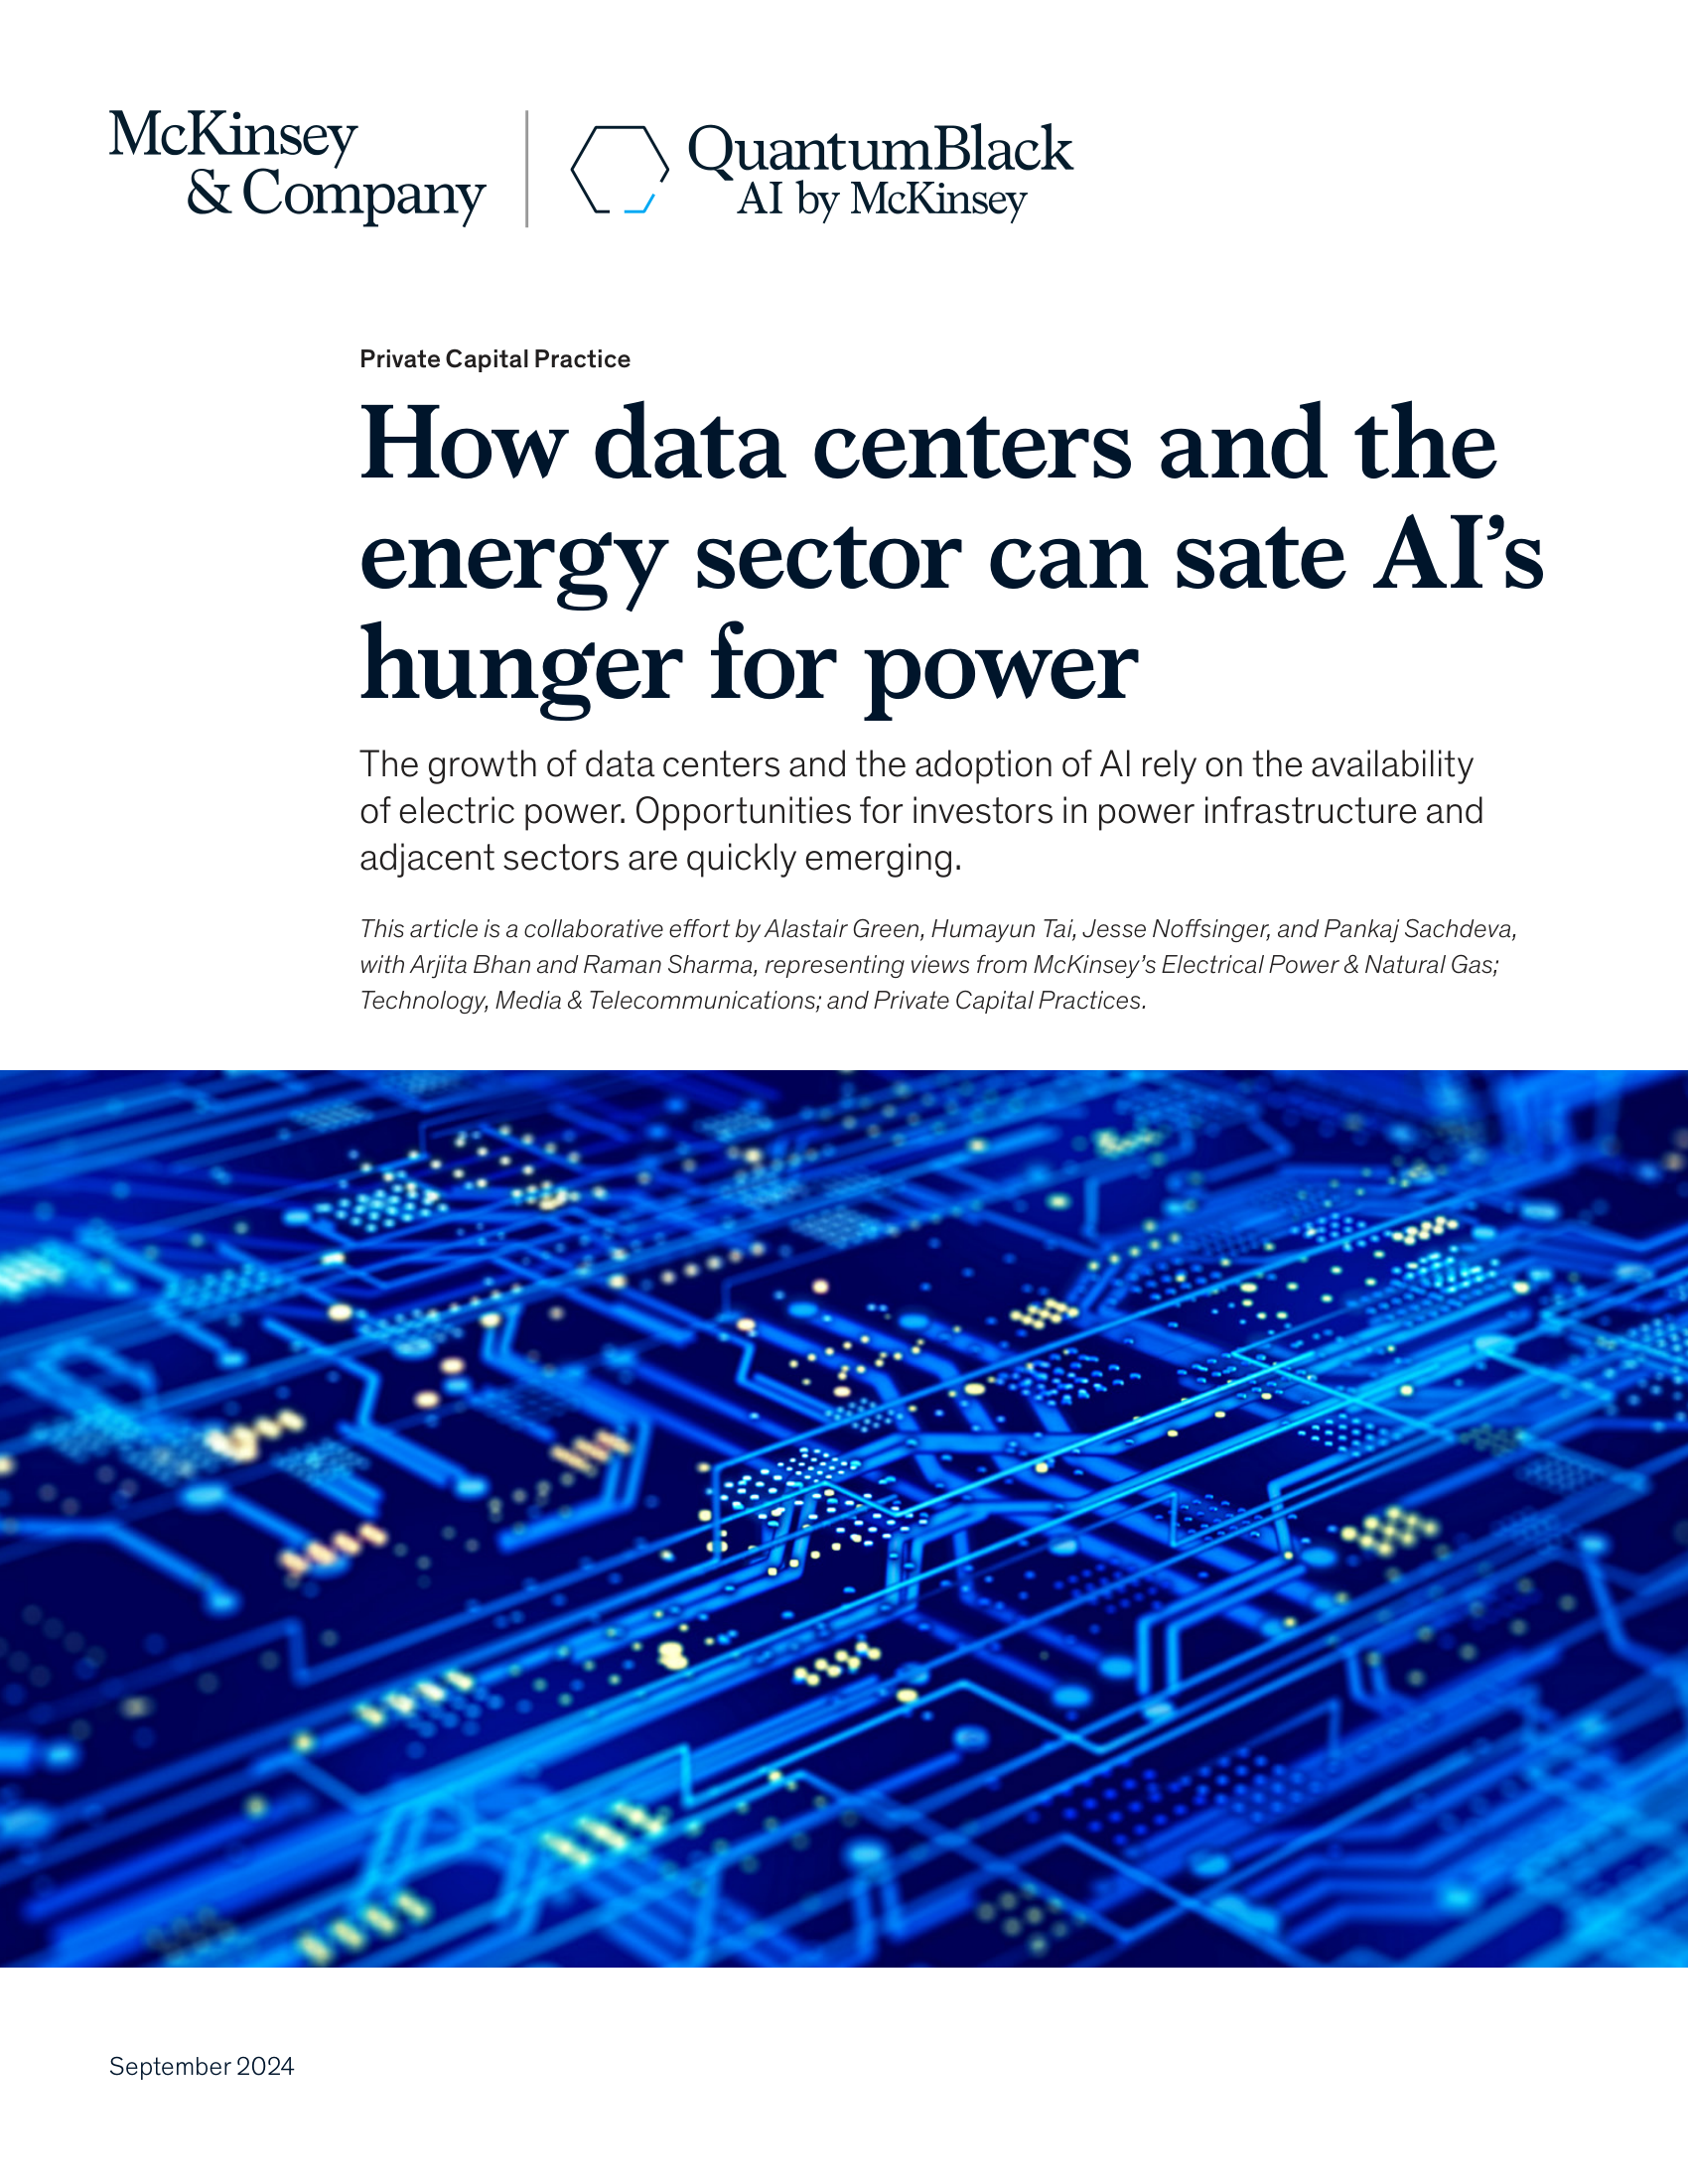 McKinsey
& Company
QuantumBlack
AI by McKinsey
Private Capital Practice
How data centers and the
energy sector can sate AI’s
hunger for power
The growth of data centers and the adoption of AI rely on the availability
of electric power. Opportunities for investors in power infrastructure and
adjacent sectors are quickly emerging.
This article is a collaborative effort by Alastair Green, Humayun Tai, Jesse Noffsinger, and Pankaj Sachdeva,
with Arjita Bhan and Raman Sharma, representing views from McKinsey’s Electrical Power & Natural Gas;
Technology, Media & Telecommunications; and Private Capital Practices.
September 2024